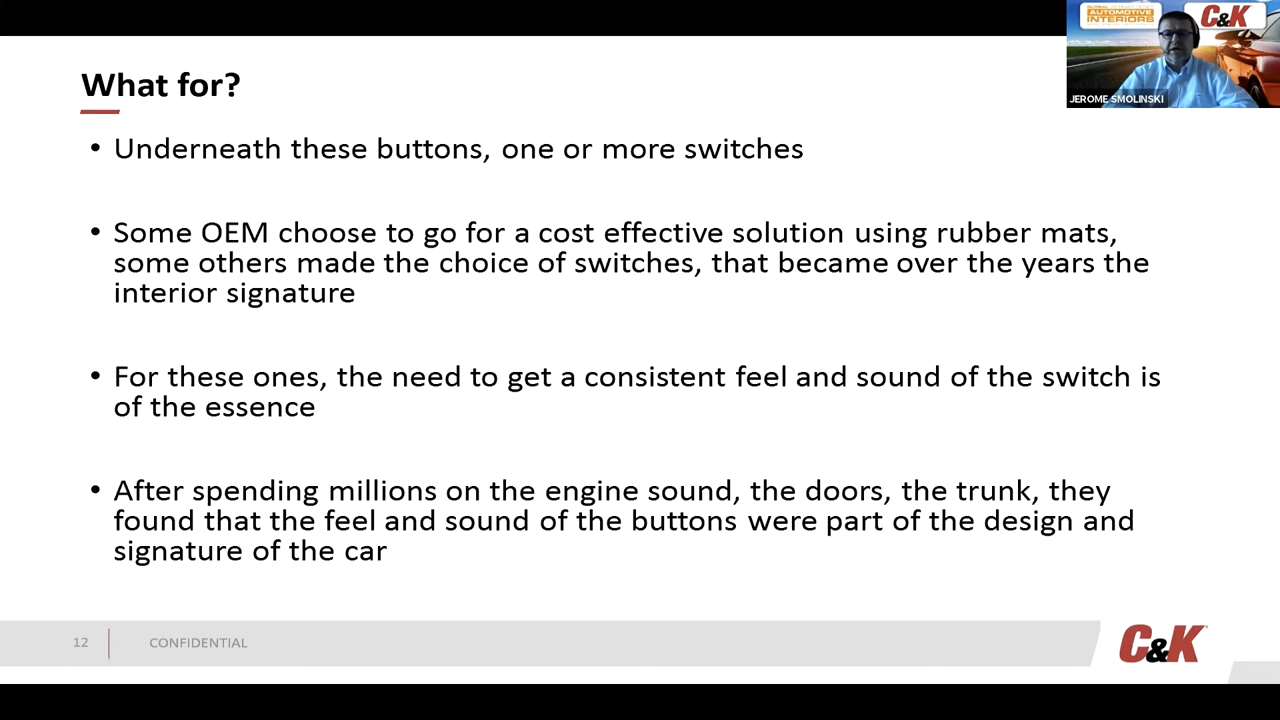 What for?
• Underneath these buttons, one or more switches
• Some OEM choose to go for a cost effective solution using rubber mats,
some others made the choice of switches, that became over the years the
interior signature
• For these ones, the need to get a consistent feel and sound of the switch is
of the essence
• After spending millions on the engine sound, the doors, the trunk, they
found that the feel and sound of the buttons were part of the design and
signature of the car
12
CONFIDENTIAL
C&K
AUTOMOTIVE
INTERIORS
C&K
JEROME SMOLINSKI